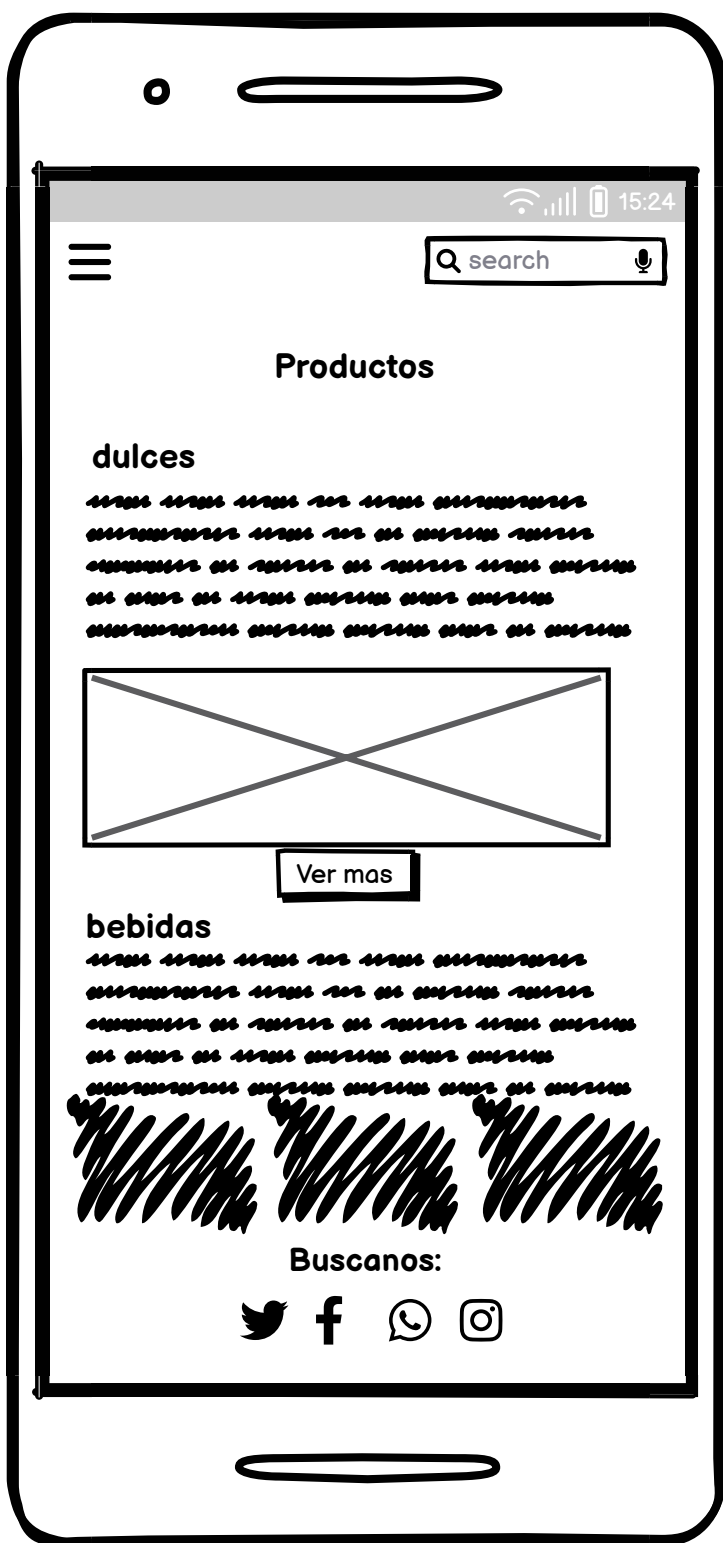 15:24
search
Productos
dulces
Ver mas
bebidas
Buscanos: